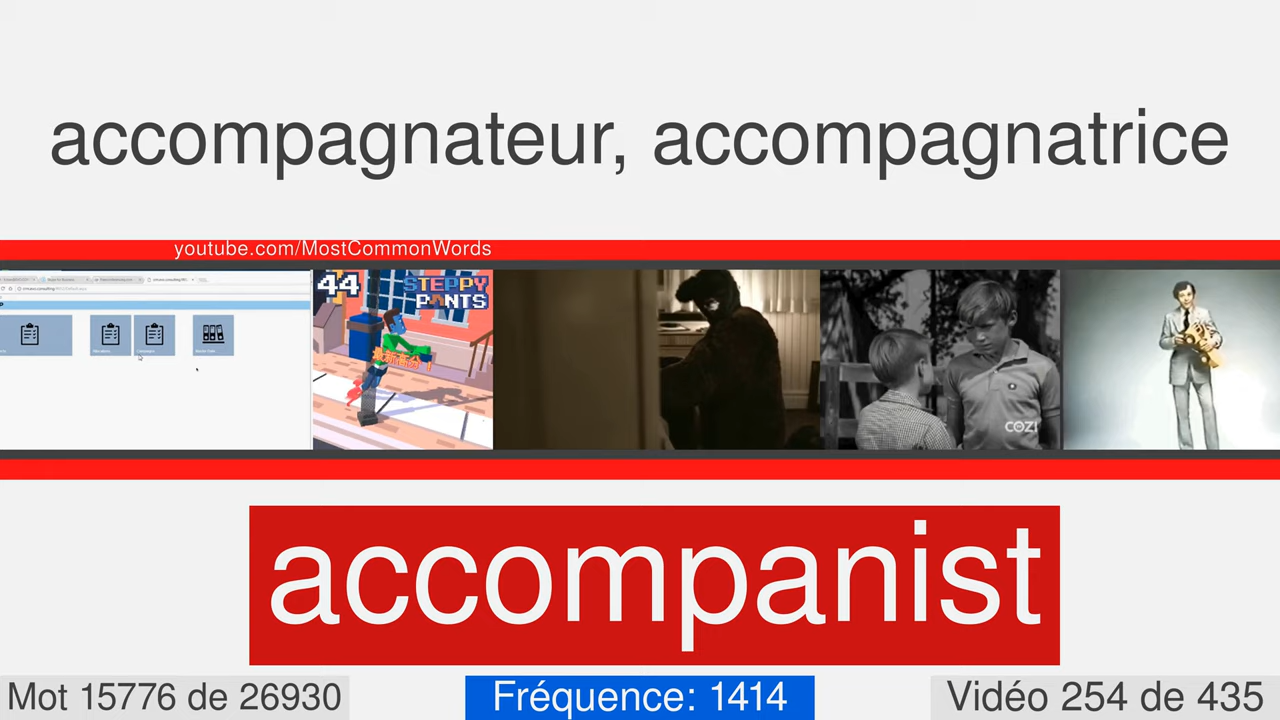 accompagnateur, accompagnatrice
youtube.com/MostCommonWords
44
STEPPY
PANTS
COZI
accompanist
Mot 15776 de 26930
Fréquence: 1414
Vidéo 254 de 435